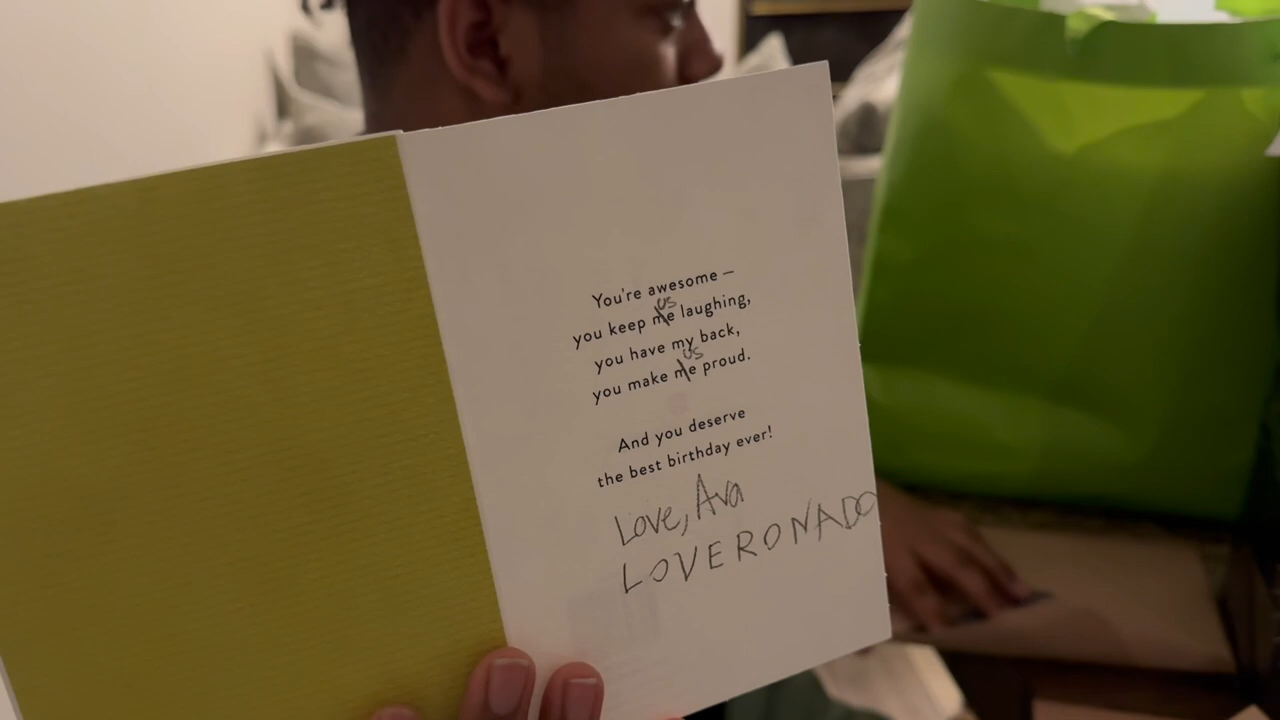 You're awesome —
us
you keep me laughing,
you have my back,
us
you make me proud.
And you deserve
the best birthday ever!
Love, Ava
LOVERONADO